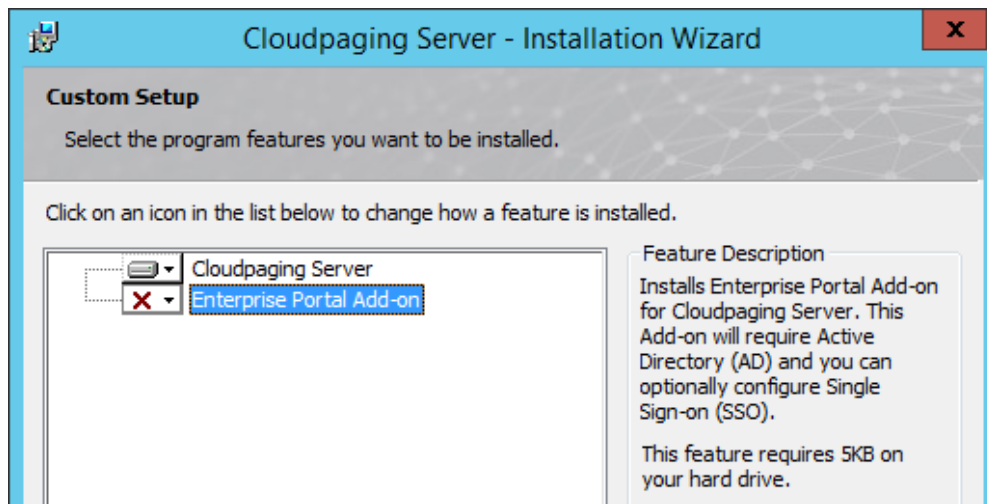 Cloudpaging Server - Installation Wizard
x
Custom Setup
Select the program features you want to be installed.
Click on an icon in the list below to change how a feature is installed.
Cloudpaging Server
Enterprise Portal Add-on
Feature Description
Installs Enterprise Portal Add-on
for Cloudpaging Server. This
Add-on will require Active
Directory (AD) and you can
optionally configure Single
Sign-on (SSO).
This feature requires 5KB on
your hard drive.